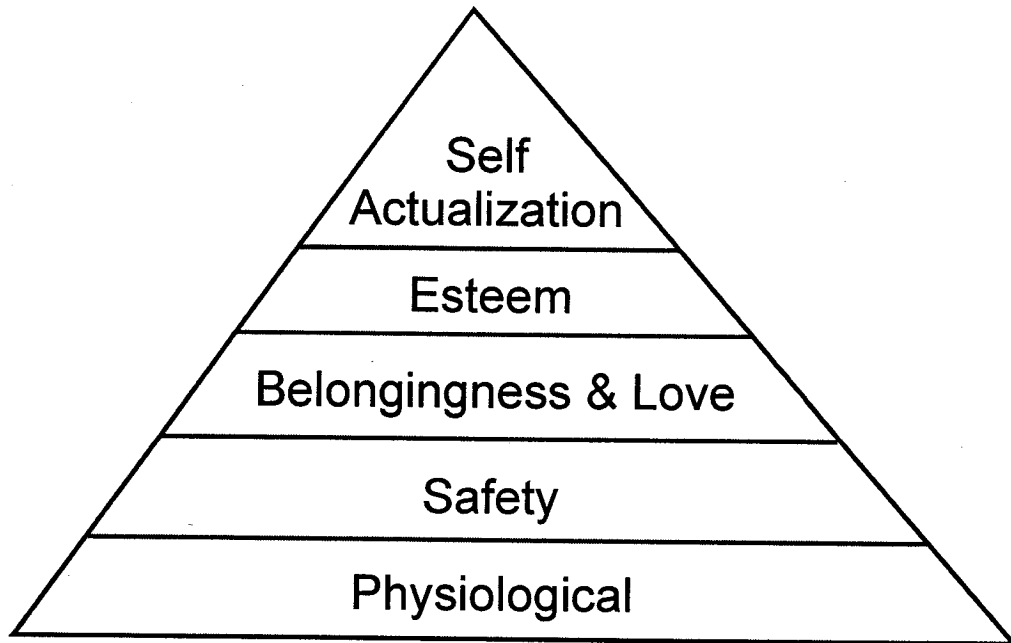 Self
Actualization
Esteem
Belongingness & Love
Safety
Physiological